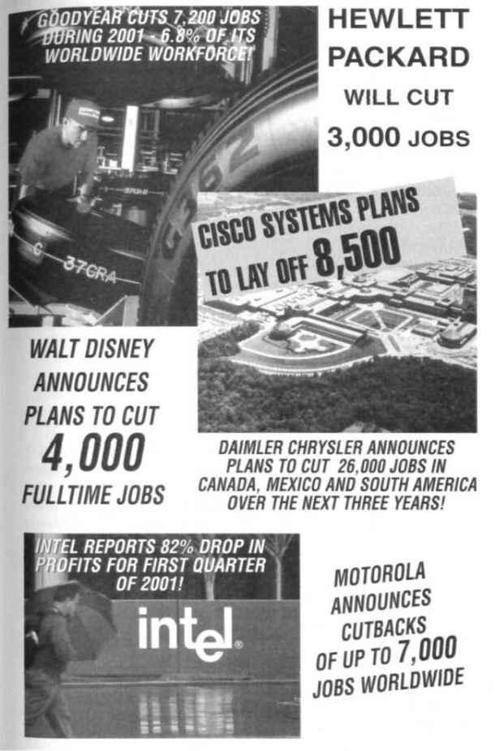 GOODYEAR CUTS 7,200 JOBS
DURING 2001 - 6.8% OF ITS
WORLDWIDE WORKFORCE!
HEWLETT
PACKARD
WILL CUT
3,000 JOBS
G362
G 37CRA
CISCO SYSTEMS PLANS
TO LAY OFF 8,500
WALT DISNEY
ANNOUNCES
PLANS TO CUT
4,000
FULLTIME JOBS
DAIMLER CHRYSLER ANNOUNCES
PLANS TO CUT 26,000 JOBS IN
CANADA, MEXICO AND SOUTH AMERICA
OVER THE NEXT THREE YEARS!
INTEL REPORTS 82% DROP IN
PROFITS FOR FIRST QUARTER
OF 2001!
intel®
MOTOROLA
ANNOUNCES
CUTBACKS
OF UP TO 7,000
JOBS WORLDWIDE